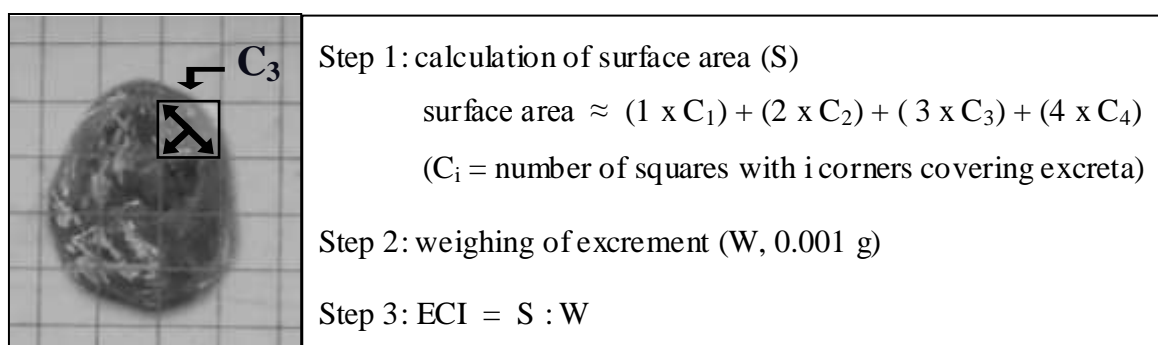 C₃
Step 1: calculation of surface area (S)
surface area ≈ (1 x C₁) + (2 x C₂) + ( 3 x C₃) + (4 x C₄)
(Cᵢ = number of squares with i corners covering excreta)
Step 2: weighing of excrement (W, 0.001 g)
Step 3: ECI = S : W